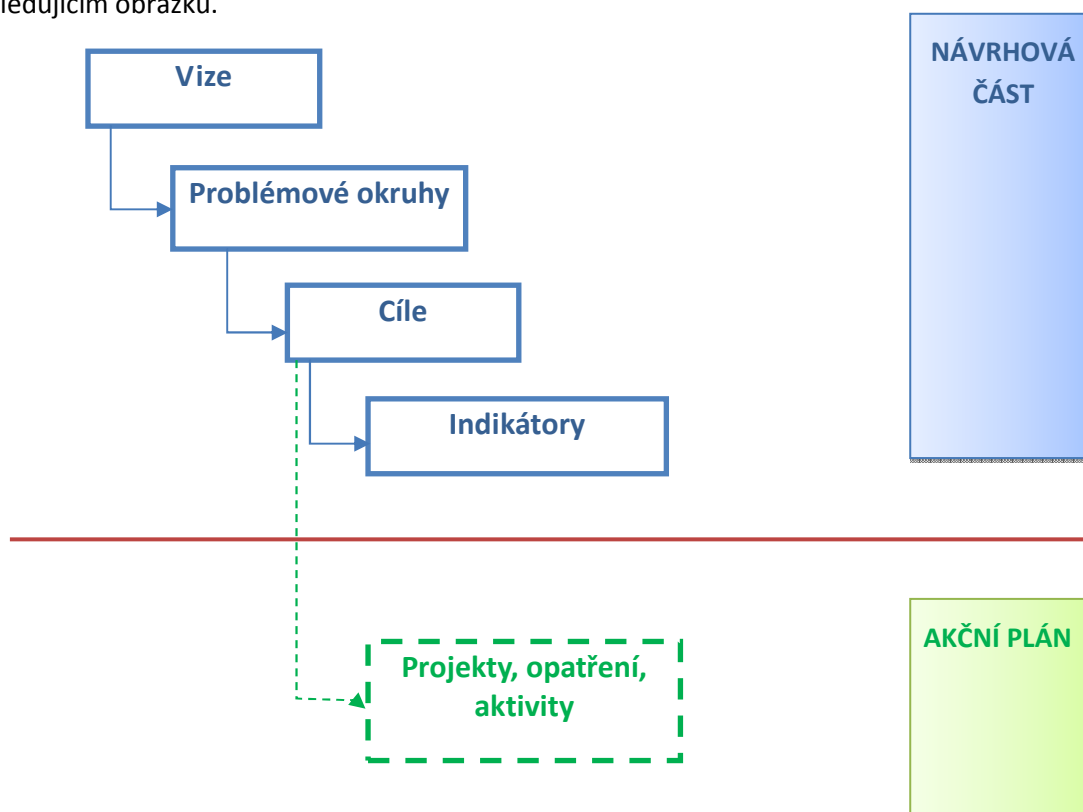 ledujícím obrázku.
NÁVRHOVÁ
ČÁST
Vize
Problémové okruhy
Cíle
Indikátory
AKČNÍ PLÁN
Projekty, opatření,
aktivity